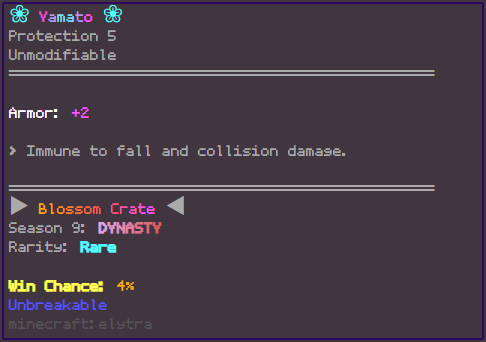 ❀ Yamato ❀
Protection 5
Unmodifiable
Armor: +2
> Immune to fall and collision damage.
▶ Blossom Crate ◀
Season 9: DYNASTY
Rarity: Rare
Win Chance: 4%
Unbreakable
minecraft:elytra